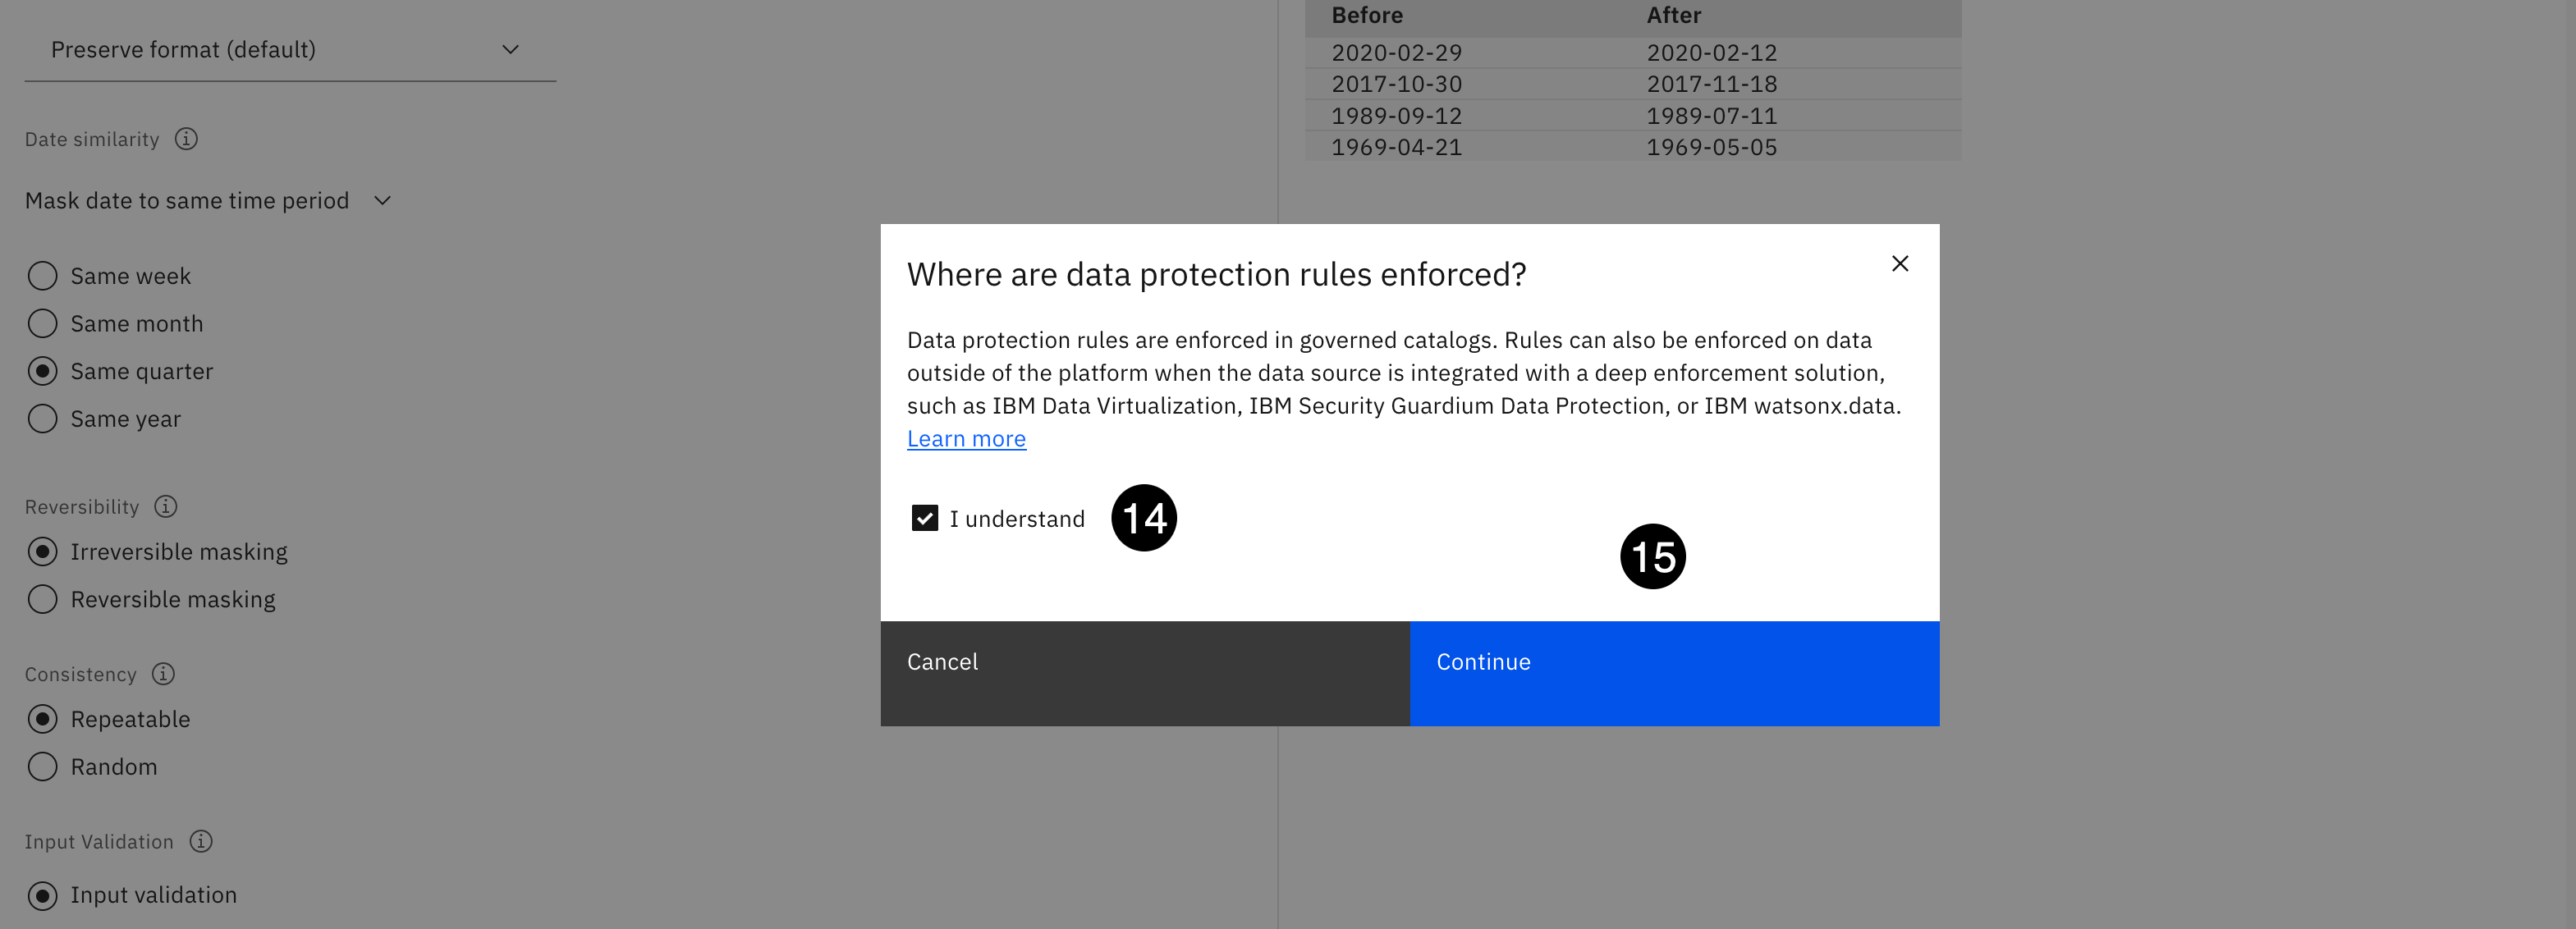 Preserve format (default)
Date similarity
Mask date to same time period
Same week
Same month
Same quarter
Same year
Reversibility
Irreversible masking
Reversible masking
Consistency
Repeatable
Random
Input Validation
Input validation
Before After
2020-02-29 2020-02-12
2017-10-30 2017-11-18
1989-09-12 1989-07-11
1969-04-21 1969-05-05
Where are data protection rules enforced?
Data protection rules are enforced in governed catalogs. Rules can also be enforced on data
outside of the platform when the data source is integrated with a deep enforcement solution,
such as IBM Data Virtualization, IBM Security Guardium Data Protection, or IBM watsonx.data.
Learn more
I understand 14
15
Cancel Continue